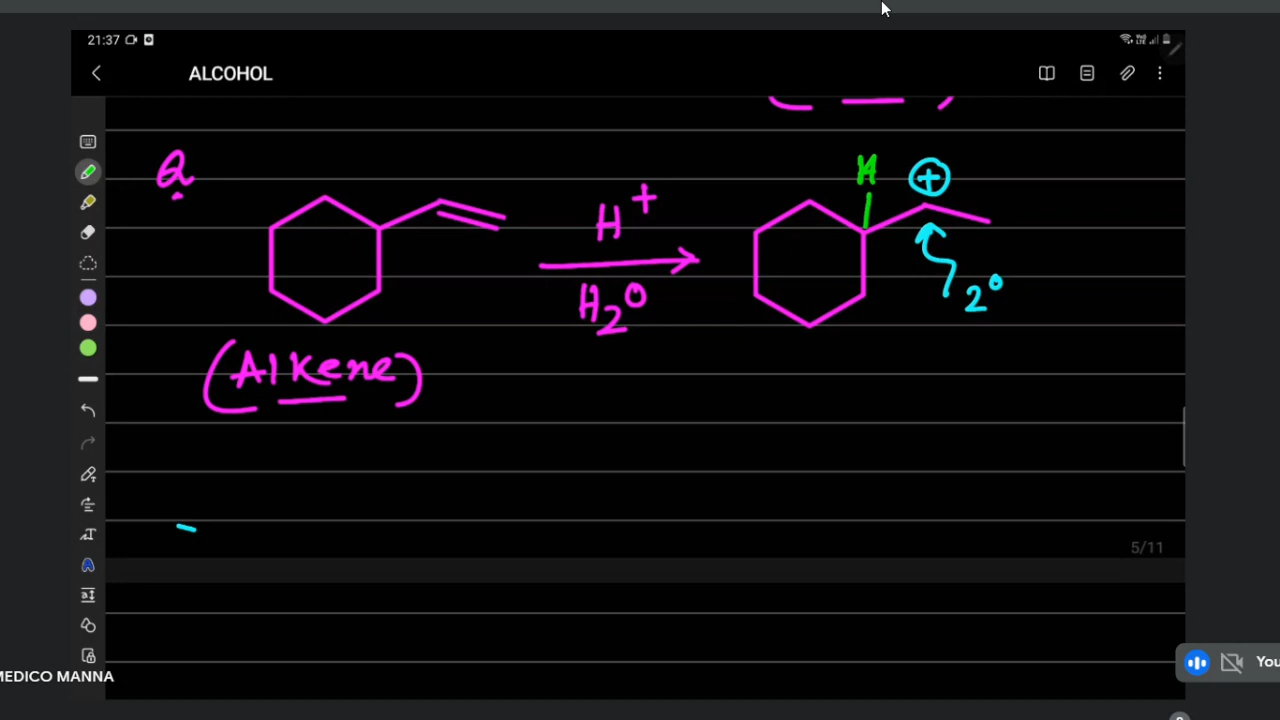 21:37
ALCOHOL
Q
H+
H2O
H
+
2°
(Alkene)
5/11
MEDICO MANNA
You